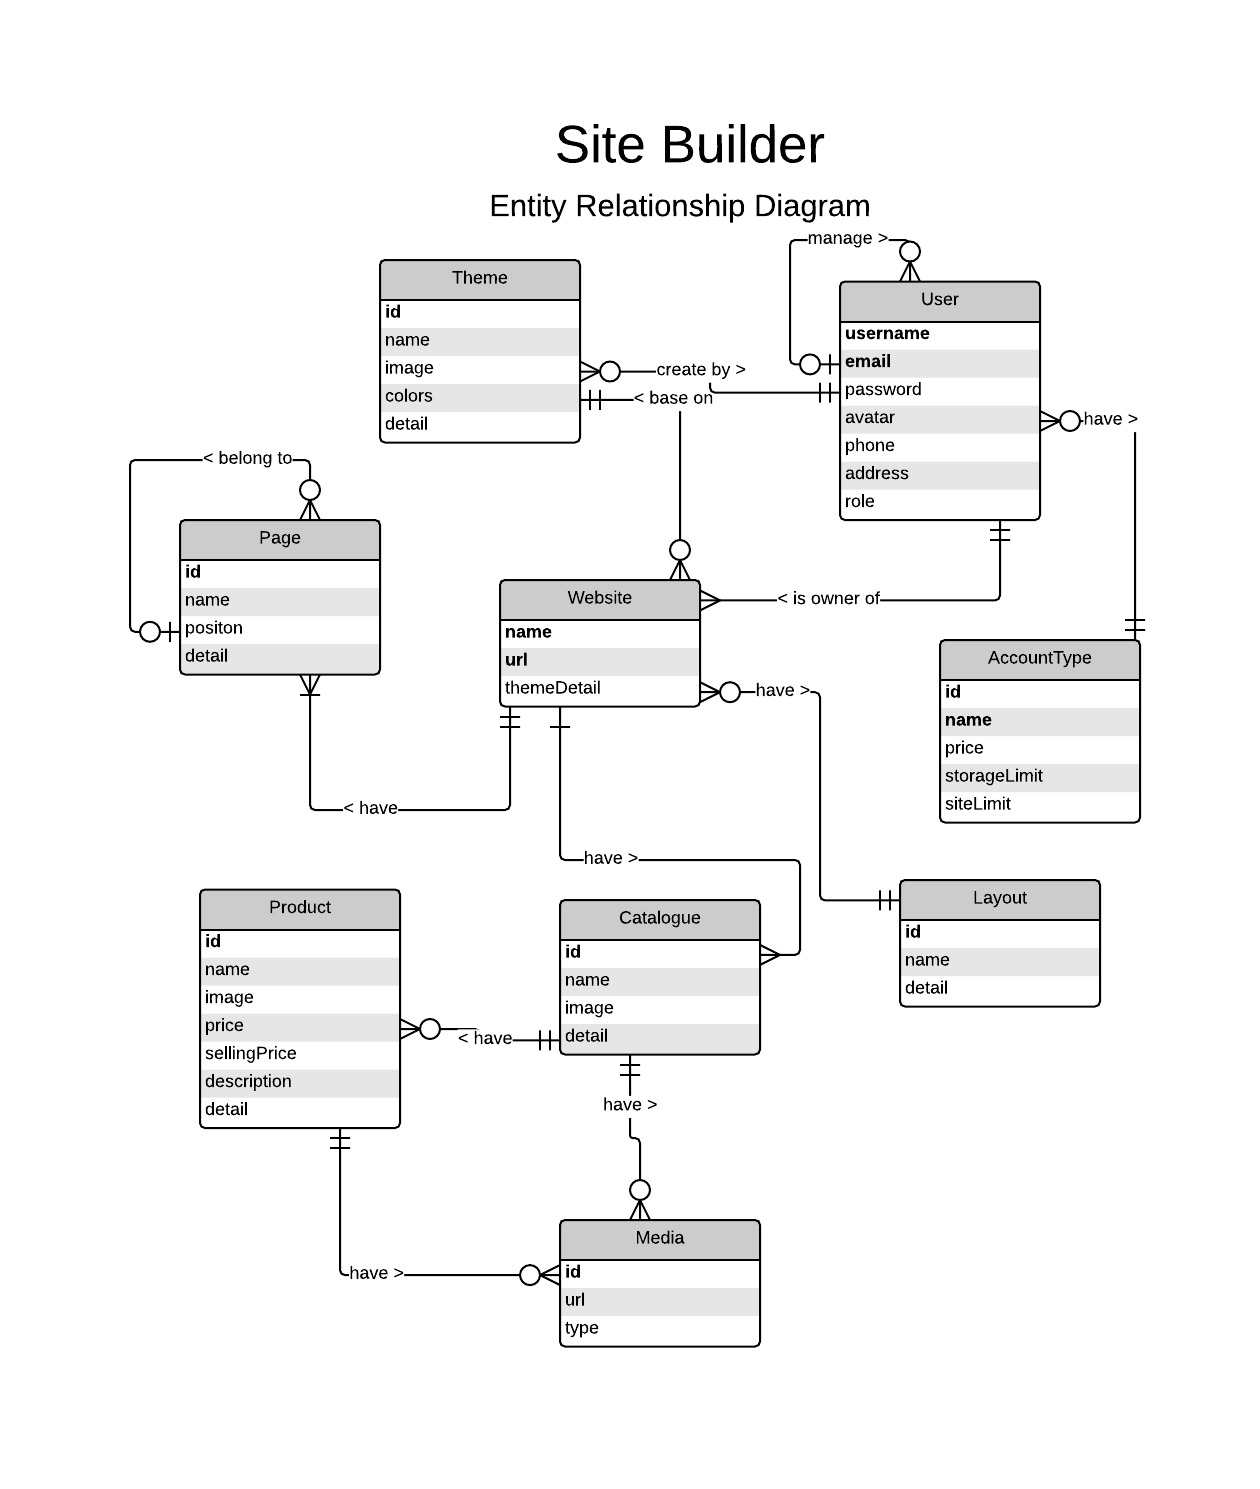 Site Builder
Entity Relationship Diagram
manage >
Theme
id
name
image
colors
detail
User
username
email
password
avatar
phone
address
role
create by >
< base on
have >
< belong to
Page
id
name
positon
detail
Website
name
url
themeDetail
< is owner of
have >
AccountType
id
name
price
storageLimit
siteLimit
< have
have >
Product
id
name
image
price
sellingPrice
description
detail
Catalogue
id
name
image
detail
Layout
id
name
detail
< have
have >
have >
Media
id
url
type